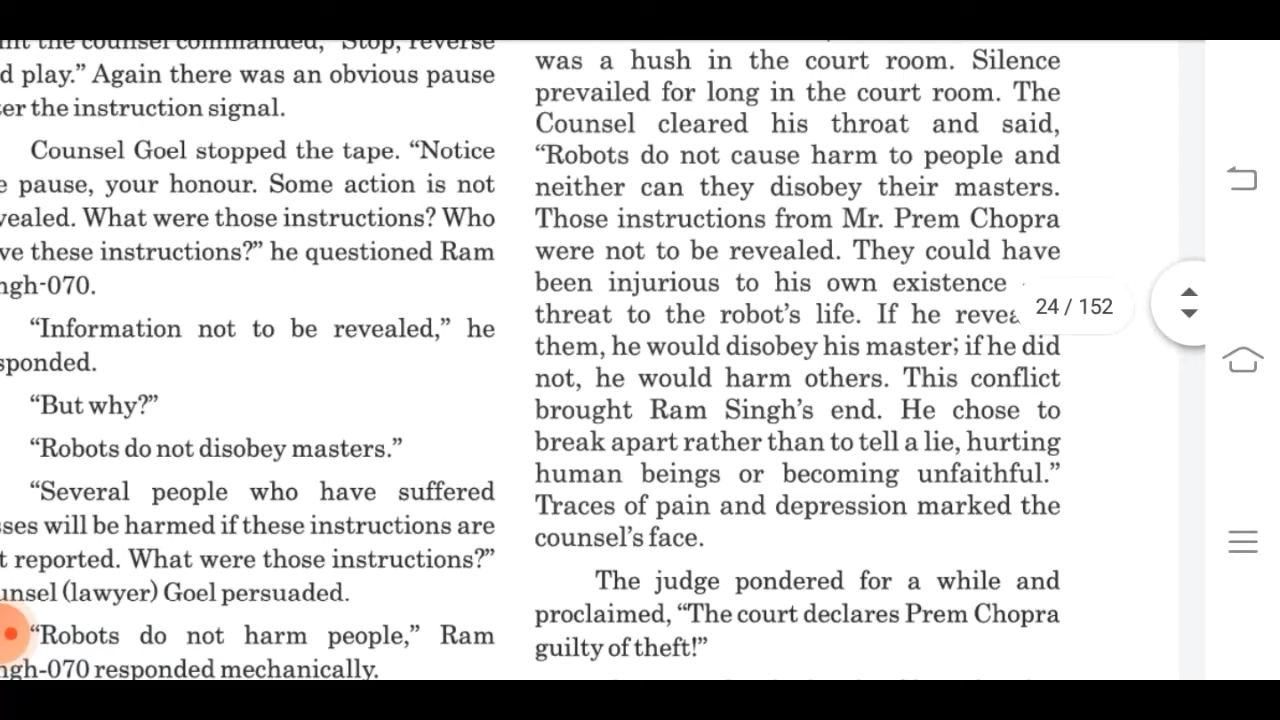 the counsel commanded, "Stop, reverse
d play." Again there was an obvious pause
ter the instruction signal.
Counsel Goel stopped the tape. "Notice
e pause, your honour. Some action is not
vealed. What were those instructions? Who
ve these instructions?" he questioned Ram
ngh-070.
"Information not to be revealed," he
sponded.
"But why?"
"Robots do not disobey masters."
"Several people who have suffered
sses will be harmed if these instructions are
t reported. What were those instructions?"
unsel (lawyer) Goel persuaded.
"Robots do not harm people," Ram
ngh-070 responded mechanically.
was a hush in the court room. Silence
prevailed for long in the court room. The
Counsel cleared his throat and said,
"Robots do not cause harm to people and
neither can they disobey their masters.
Those instructions from Mr. Prem Chopra
were not to be revealed. They could have
been injurious to his own existence
threat to the robot's life. If he revea
them, he would disobey his master; if he did
not, he would harm others. This conflict
brought Ram Singh's end. He chose to
break apart rather than to tell a lie, hurting
human beings or becoming unfaithful."
Traces of pain and depression marked the
counsel's face.
The judge pondered for a while and
proclaimed, "The court declares Prem Chopra
guilty of theft!"
24 / 152